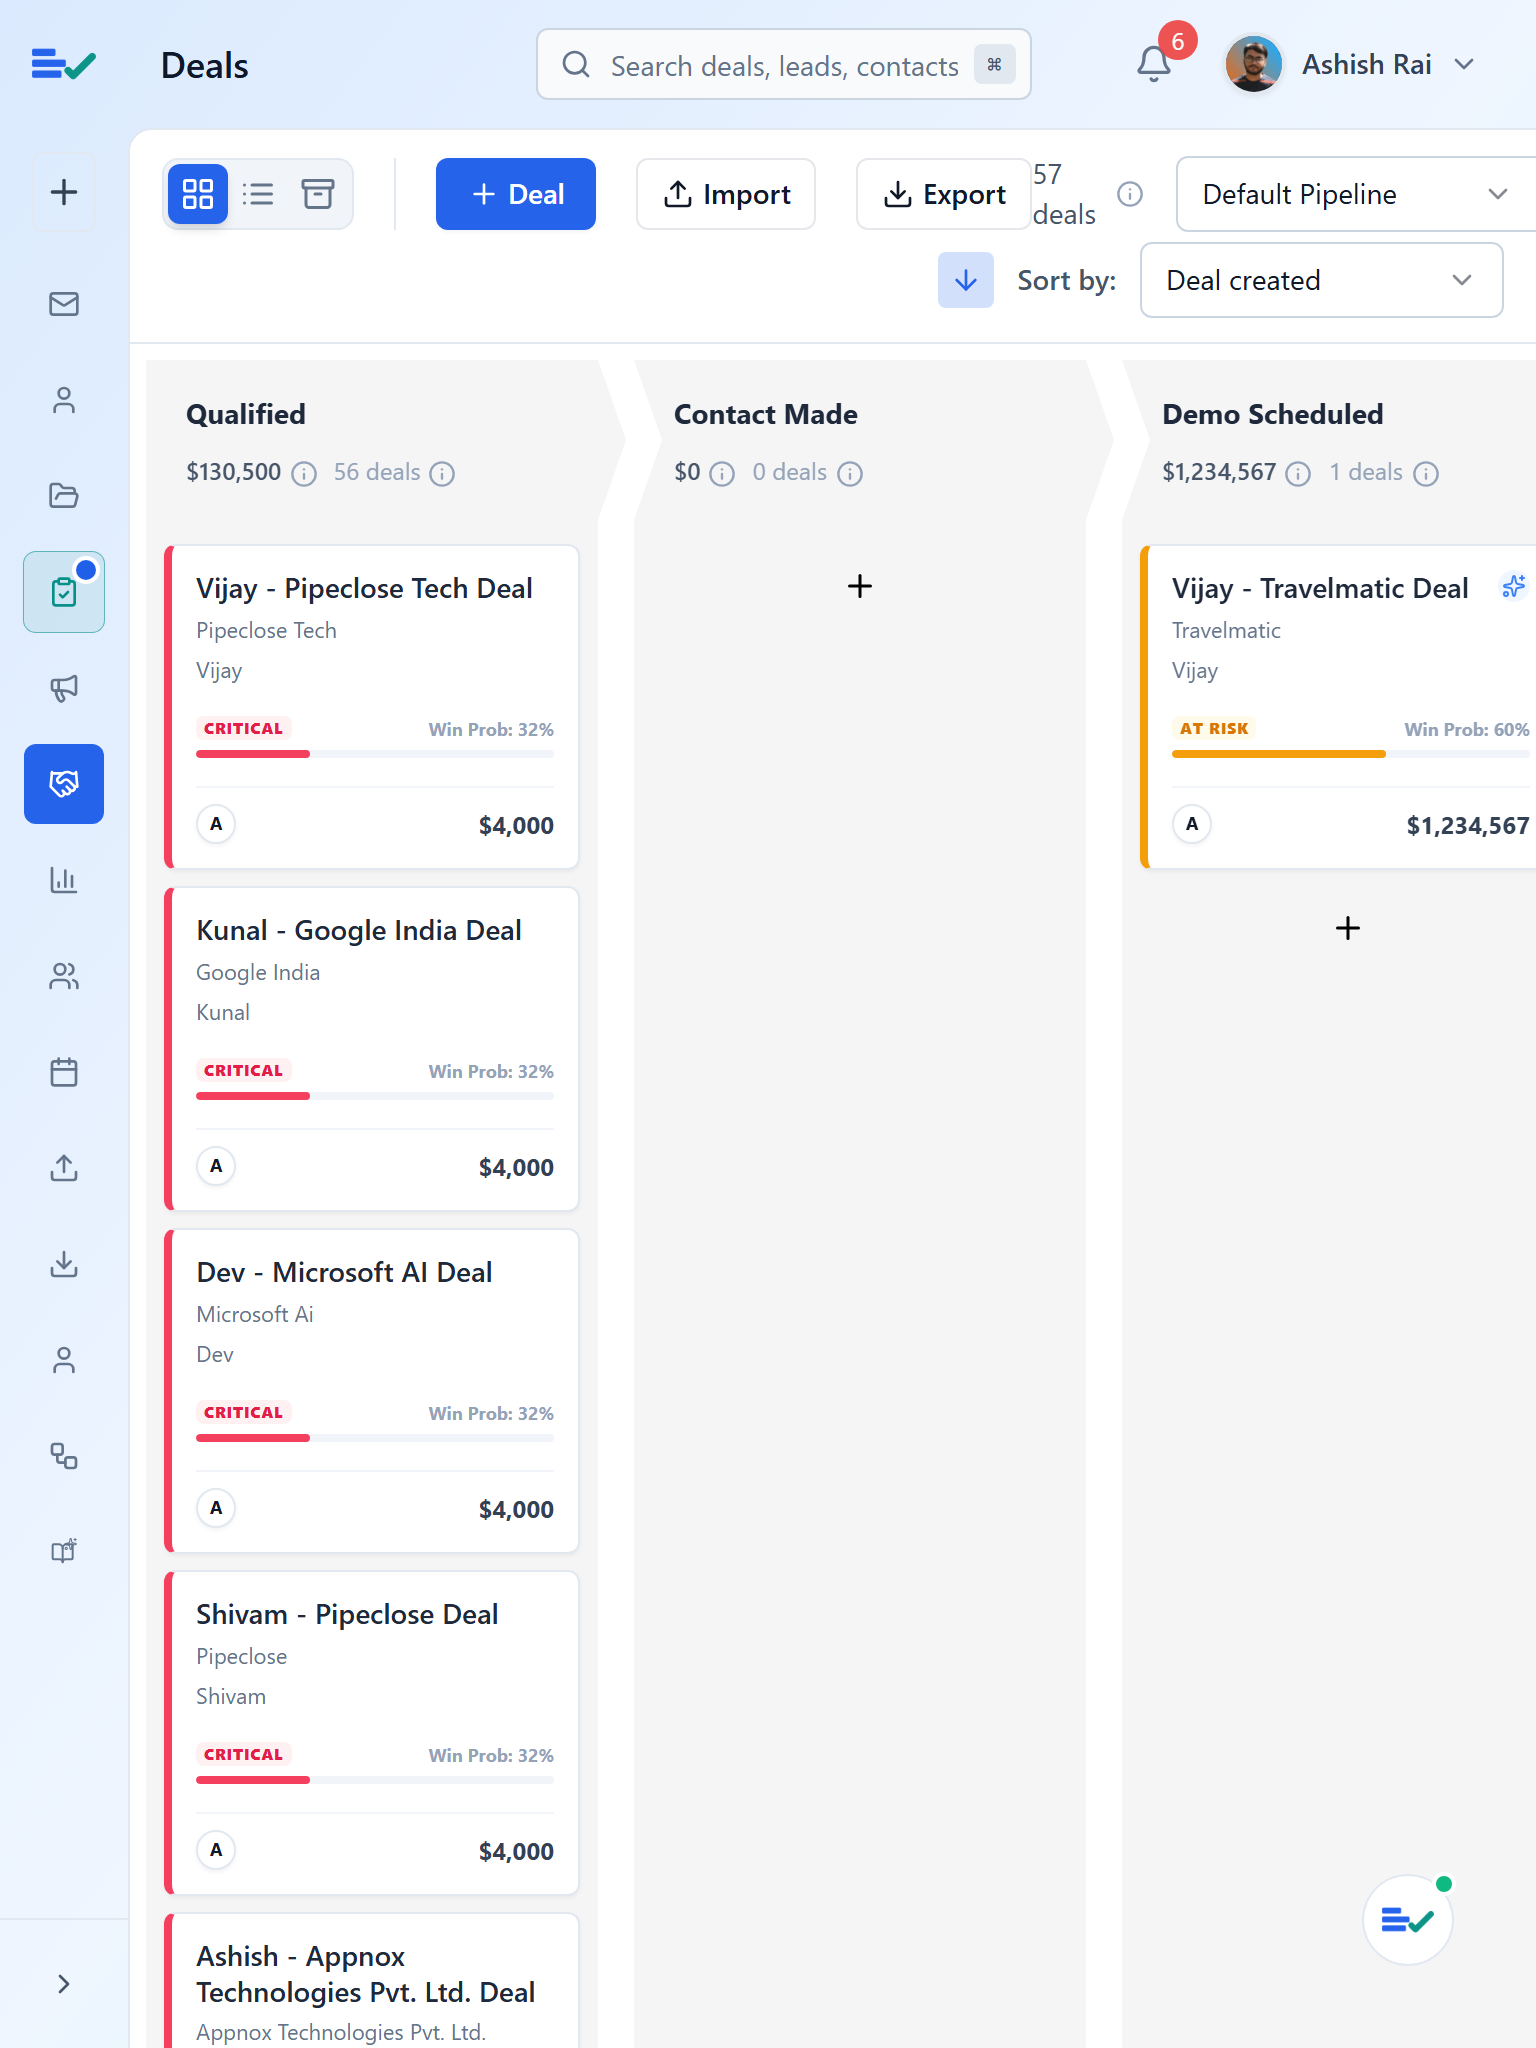 Deals
Search deals, leads, contacts
⌘
6
Ashish Rai
+ Deal
Import
Export
57 deals
Default Pipeline
Sort by:
Deal created
Qualified
$130,500
56 deals
Contact Made
$0
0 deals
Demo Scheduled
$1,234,567
1 deals
Vijay - Pipeclose Tech Deal
Pipeclose Tech
Vijay
CRITICAL
Win Prob: 32%
A
$4,000
Kunal - Google India Deal
Google India
Kunal
CRITICAL
Win Prob: 32%
A
$4,000
Dev - Microsoft AI Deal
Microsoft Ai
Dev
CRITICAL
Win Prob: 32%
A
$4,000
Shivam - Pipeclose Deal
Pipeclose
Shivam
CRITICAL
Win Prob: 32%
A
$4,000
Ashish - Appnox
Technologies Pvt. Ltd. Deal
Appnox Technologies Pvt. Ltd.
Vijay - Travelmatic Deal
Travelmatic
Vijay
AT RISK
Win Prob: 60%
A
$1,234,567